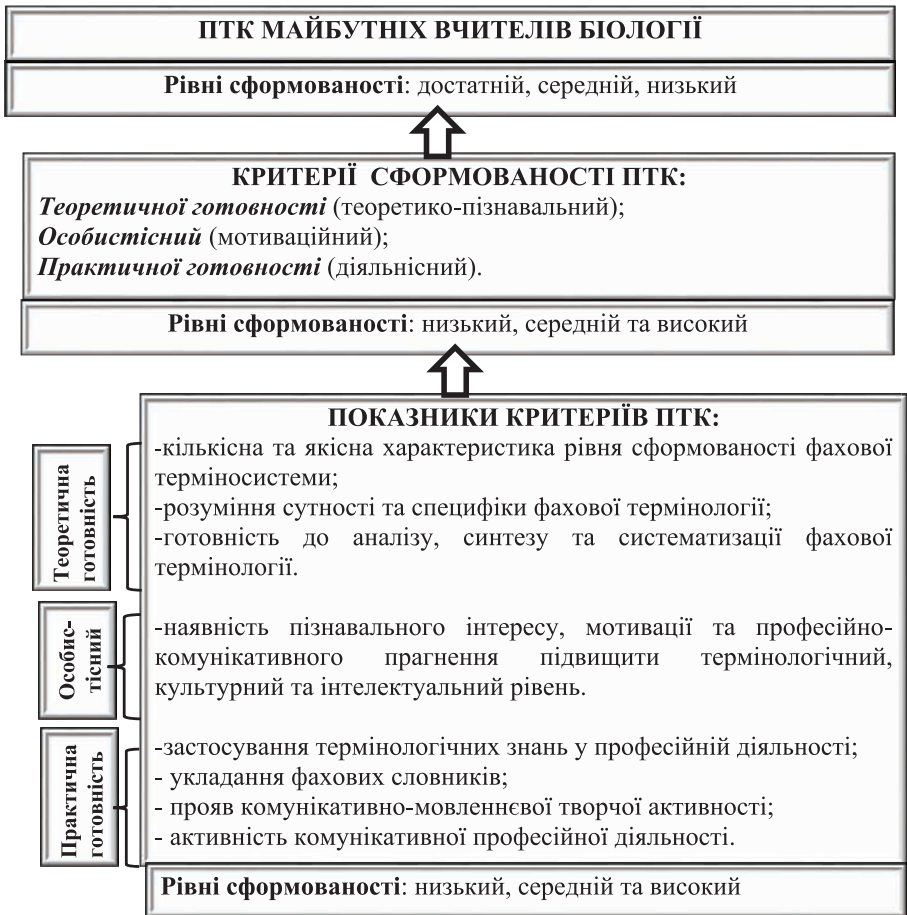 ПТК МАЙБУТНІХ ВЧИТЕЛІВ БІОЛОГІЇ
Рівні сформованості: достатній, середній, низький
КРИТЕРІЇ СФОРМОВАНОСТІ ПТК:
Теоретичної готовності (теоретико-пізнавальний);
Особистісний (мотиваційний);
Практичної готовності (діяльнісний).
Рівні сформованості: низький, середній та високий
ПОКАЗНИКИ КРИТЕРІЇВ ПТК:
Теоретична
готовність
-кількісна та якісна характеристика рівня сформованості фахової
терміносистеми;
-розуміння сутності та специфіки фахової термінології;
-готовність до аналізу, синтезу та систематизації фахової
термінології.
Особис-
тісний
-наявність пізнавального інтересу, мотивації та професійно-
комунікативного прагнення підвищити термінологічний,
культурний та інтелектуальний рівень.
Практична
готовність
-застосування термінологічних знань у професійній діяльності;
- укладання фахових словників;
- прояв комунікативно-мовленнєвої творчої активності;
- активність комунікативної професійної діяльності.
Рівні сформованості: низький, середній та високий